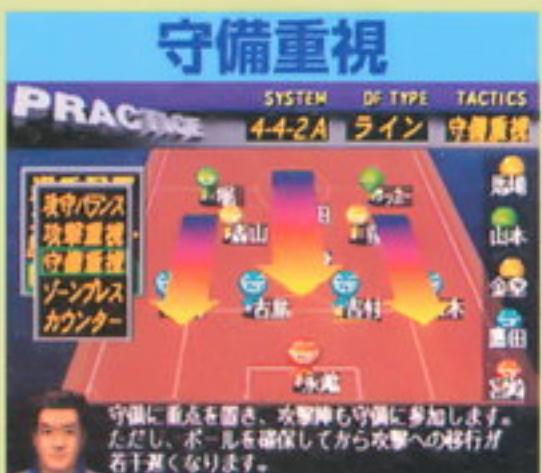 守備重視
PRACTICE
SYSTEM DF TYPE TACTICS
4-4-2A ライン 守備重視
攻守バランス
攻撃重視
守備重視
ゾーンプレス
カウンター
馬場
山本
森山
古賀
吉村
木
永嶋
守備に重点を置き、攻撃陣も守備に参加します。
ただし、ボールを確保してから攻撃への移行が
若干遅くなります。